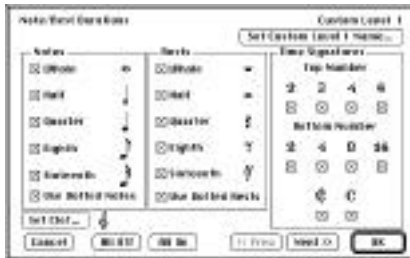 Note/Rest Durations
Custom Level 1
Set Custom Level 1 Name...
Notes
Whole
Half
Quarter
Eighth
Sixteenth
Use Dotted Notes
Rests
Whole
Half
Quarter
Eighth
Sixteenth
Use Dotted Rests
Time Signatures
Top Number
2 3 4 6
Bottom Number
2 4 8 16
¢ C
Set Clef...
Cancel
All Off
All On
<< Prev
Next >>
OK